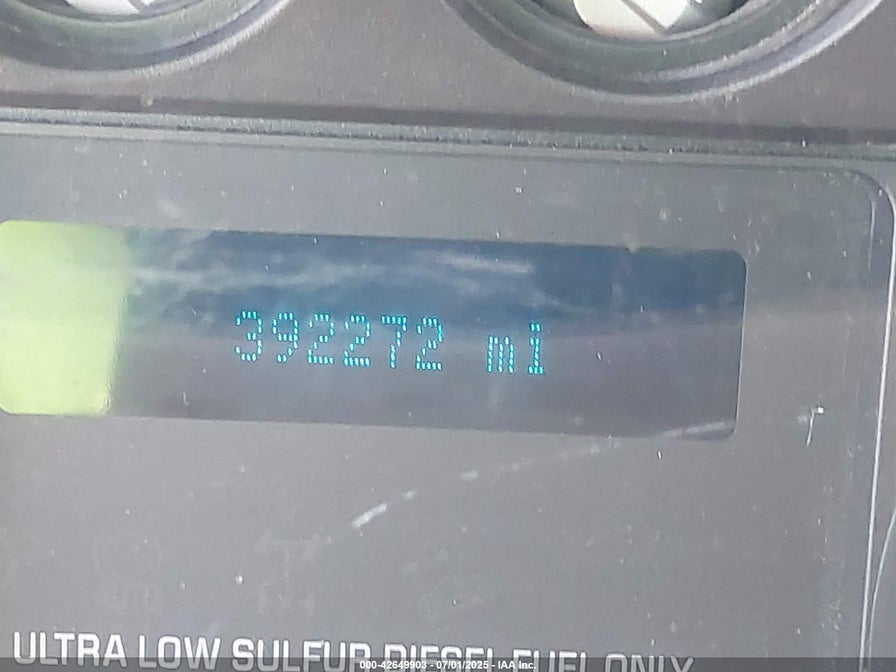 392272 mi
ULTRA LOW SULFUR DIESEL FUEL ONLY
000-42649903 - 07/01/2025 - IAA Inc.